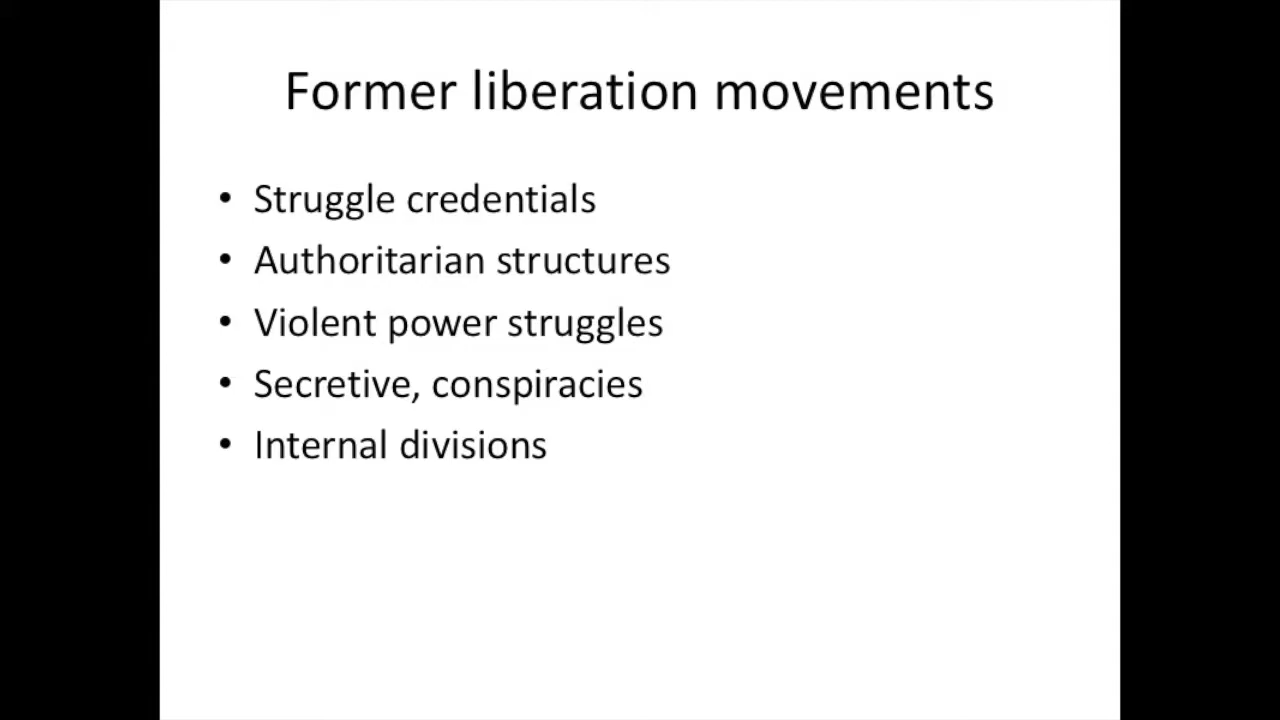 Former liberation movements
• Struggle credentials
• Authoritarian structures
• Violent power struggles
• Secretive, conspiracies
• Internal divisions